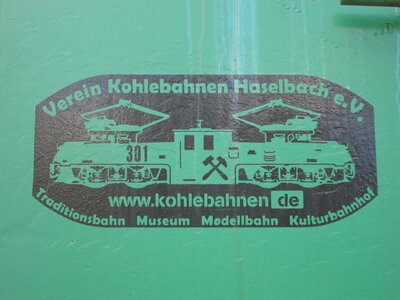 Verein Kohlebahnen Haselbach e.V.
301
www.kohlebahnen.de
Traditionsbahn Museum Modellbahn Kulturbahnhof